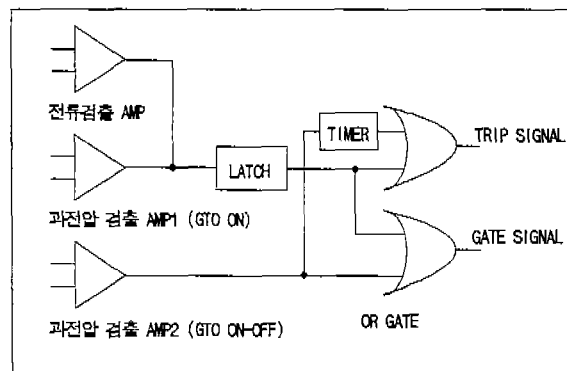 전류검출 AMP
TIMER
TRIP SIGNAL
LATCH
과전압 검출 AMP1 (GTO ON)
GATE SIGNAL
과전압 검출 AMP2 (GTO ON-OFF)
OR GATE